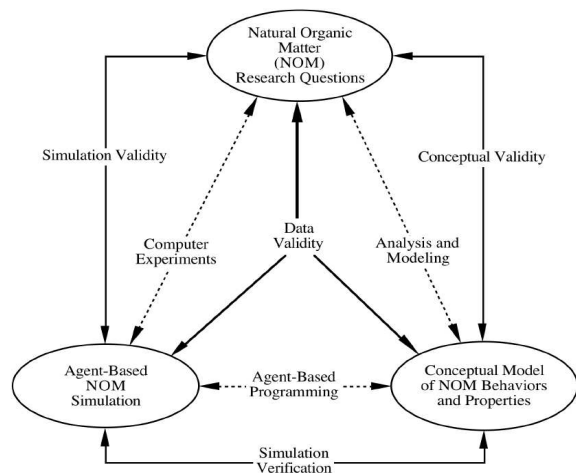 Natural Organic
Matter
(NOM)
Research Questions
Simulation Validity
Conceptual Validity
Data
Validity
Computer
Experiments
Analysis and
Modeling
Agent-Based
NOM
Simulation
Agent-Based
Programming
Conceptual Model
of NOM Behaviors
and Properties
Simulation
Verification